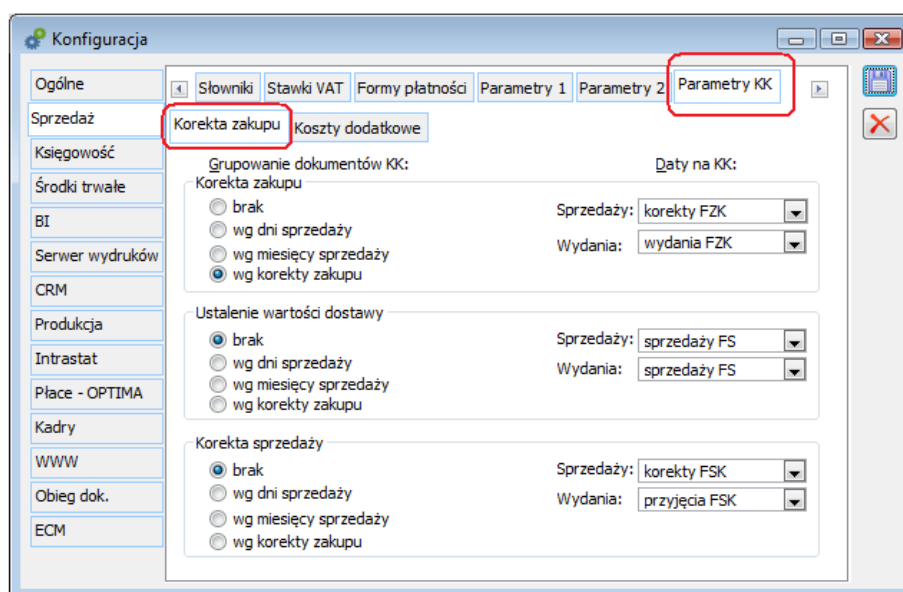 Konfiguracja
Ogólne
Sprzedaż
Księgowość
Środki trwałe
BI
Serwer wydruków
CRM
Produkcja
Intrastat
Płace - OPTIMA
Kadry
WWW
Obieg dok.
ECM
Słowniki Stawki VAT Formy płatności Parametry 1 Parametry 2 Parametry KK
Korekta zakupu Koszty dodatkowe
Grupowanie dokumentów KK: Daty na KK:
Korekta zakupu
brak Sprzedaży: korekty FZK
wg dni sprzedaży
wg miesięcy sprzedaży Wydania: wydania FZK
wg korekty zakupu
Ustalenie wartości dostawy
brak Sprzedaży: sprzedaży FS
wg dni sprzedaży Wydania: sprzedaży FS
wg miesięcy sprzedaży
wg korekty zakupu
Korekta sprzedaży
brak Sprzedaży: korekty FSK
wg dni sprzedaży Wydania: przyjęcia FSK
wg miesięcy sprzedaży
wg korekty zakupu